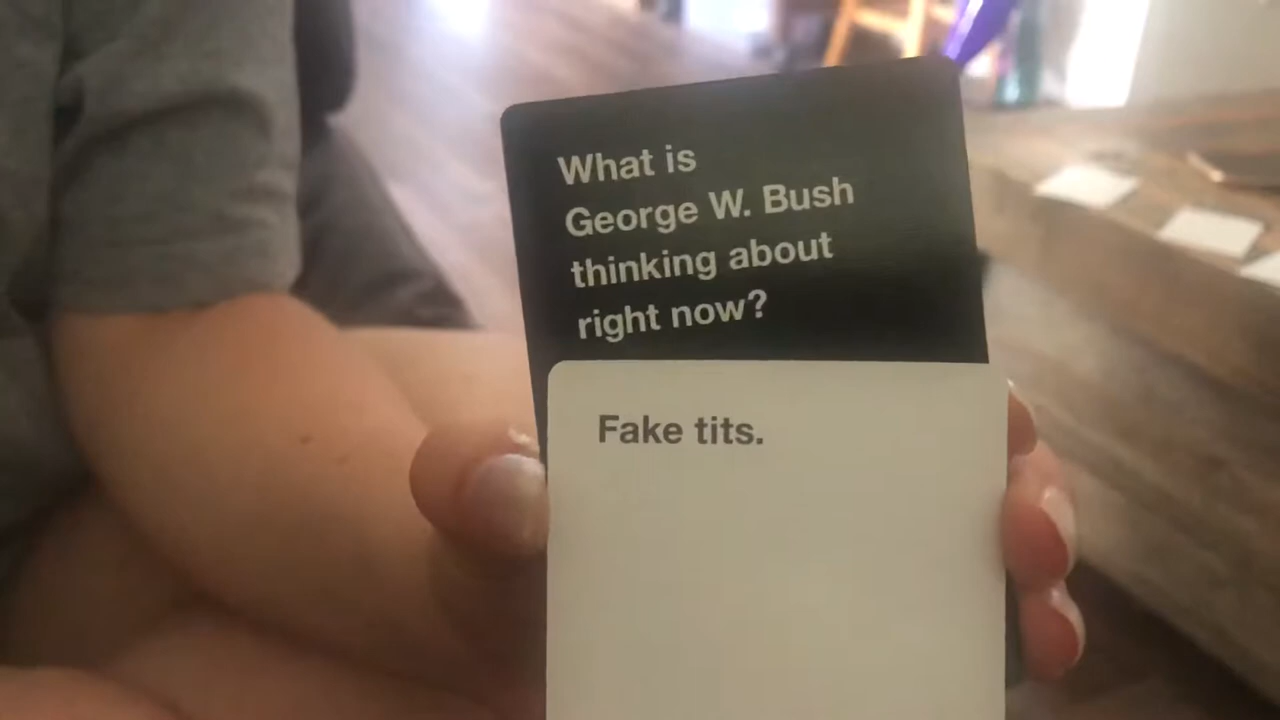 What is
George W. Bush
thinking about
right now?
Fake tits.